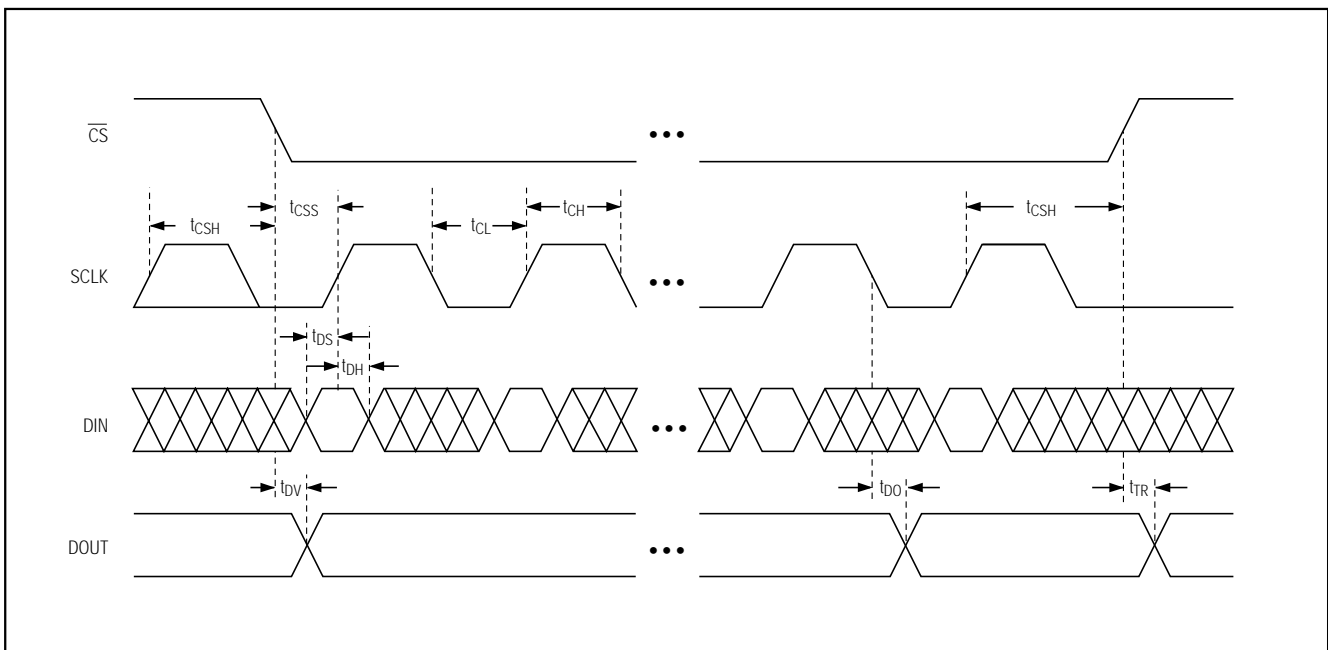 CS
•••
tCSS
tCH
tCSH
tCL
tCSH
SCLK
•••
tDS
tDH
DIN
•••
tDV
tDO
tTR
DOUT
•••